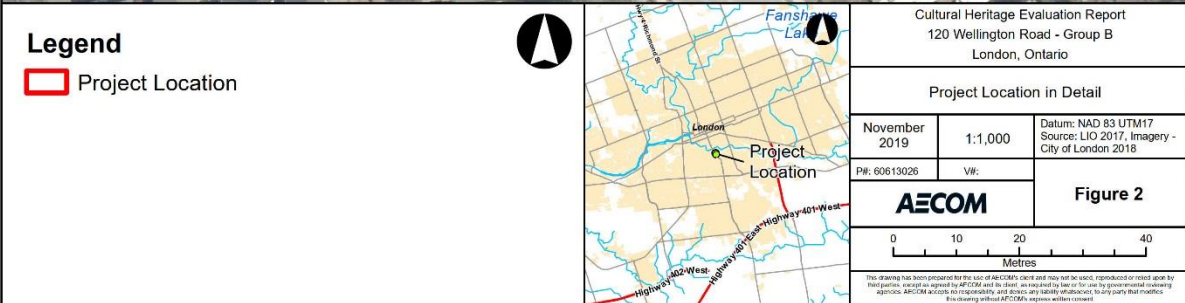 Legend
Project Location
Fanshawe
Lake
Hwy 4-Richmond St
London
Project
Location
Highway 401 East
Highway 401 West
Highway 402 West
Cultural Heritage Evaluation Report
120 Wellington Road - Group B
London, Ontario
Project Location in Detail
November
2019
1:1,000
Datum: NAD 83 UTM17
Source: LIO 2017, Imagery -
City of London 2018
P#: 60613026
V#:
AECOM
Figure 2
0 10 20 40
Metres
This drawing has been prepared for the use of AECOM's client and may not be used, reproduced or relied upon by
third parties, except as agreed by AECOM and its client, as required by law or for use by governmental reviewing
agencies. AECOM accepts no responsibility, and denies any liability whatsoever, to any party that modifies
this drawing without AECOM's express written consent.